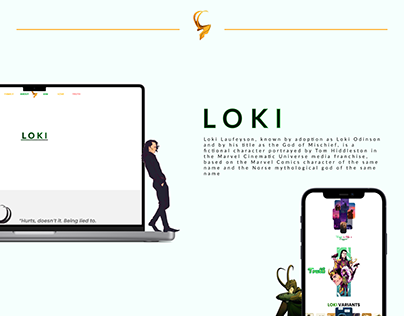 LOKI
LOKI
Loki Laufeyson, known by adoption as Loki Odinson
and by his title as the God of Mischief, is a
fictional character portrayed by Tom Hiddleston in
the Marvel Cinematic Universe media franchise,
based on the Marvel Comics character of the same
name and the Norse mythological god of the same
name
"Hurts, doesn't it. Being lied to.
LOKI VARIANTS